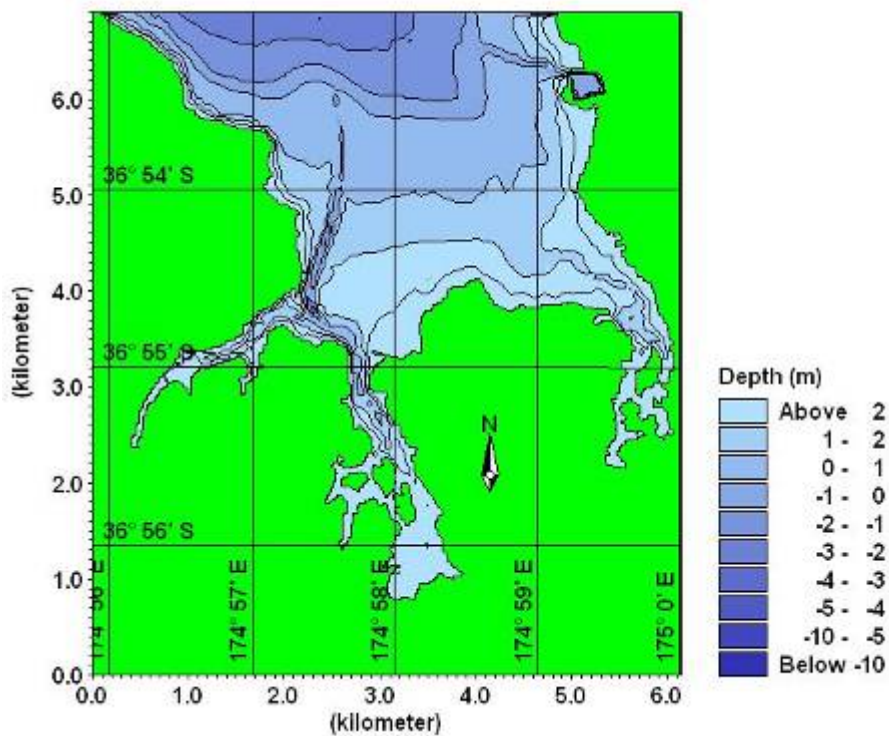 6.0
5.0
4.0
3.0
2.0
1.0
0.0
(kilometer)
36° 54' S
36° 55'
36° 56' S
174° 56' E
174° 57' E
174° 58' E
174° 59' E
175° 0' E
N
0.0 1.0 2.0 3.0 4.0 5.0 6.0
(kilometer)
Depth (m)
Above 2
1 - 2
0 - 1
-1 - 0
-2 - -1
-3 - -2
-4 - -3
-5 - -4
-10 - -5
Below -10